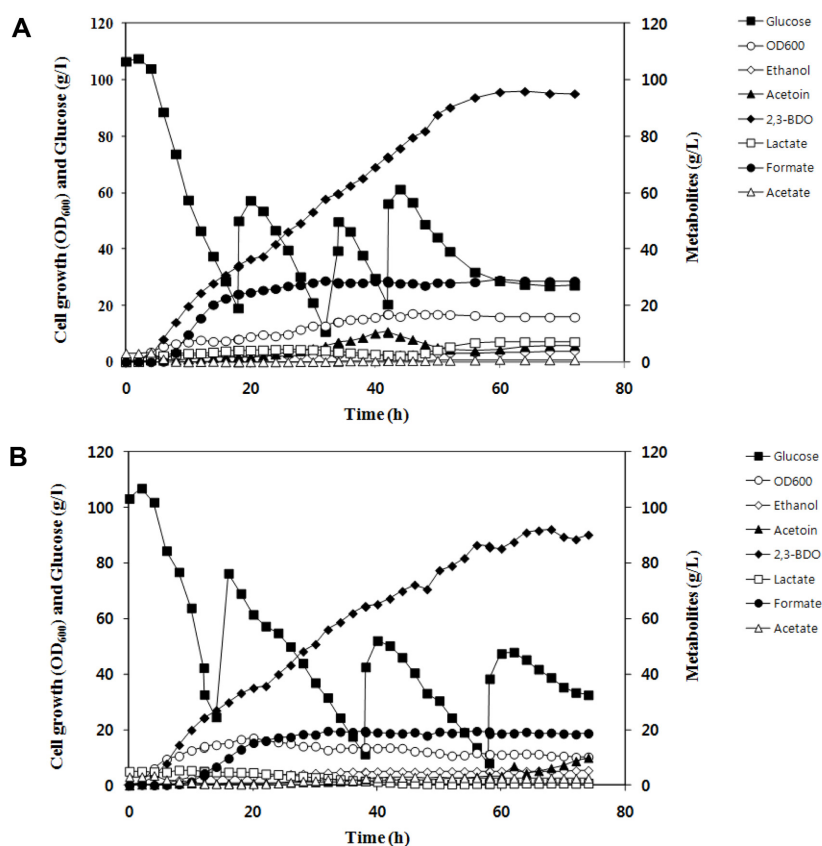 A
Cell growth (OD600) and Glucose (g/l)
120
100
80
60
40
20
0
0 20 40 60 80
Time (h)
120
100
80
60
40
20
0
Metabolites (g/L)
Glucose
OD600
Ethanol
Acetoin
2,3-BDO
Lactate
Formate
Acetate
B
Cell growth (OD600) and Glucose (g/l)
120
100
80
60
40
20
0
0 20 40 60 80
Time (h)
120
100
80
60
40
20
0
Metabolites (g/L)
Glucose
OD600
Ethanol
Acetoin
2,3-BDO
Lactate
Formate
Acetate